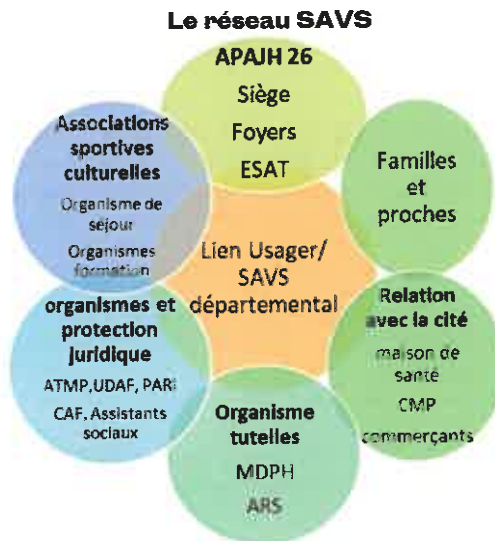 Le réseau SAVS
APAJH 26
Siège
Foyers
ESAT
Familles
et
proches
Relation
avec la cité
maison de
santé
CMP
commerçants
Organisme
tutelles
MDPH
ARS
organismes et
protection
juridique
ATMP,UDAF, PARI
CAF, Assistants
sociaux
Associations
sportives
culturelles
Organisme de
séjour
Organismes
formation
Lien Usager/
SAVS
départemental